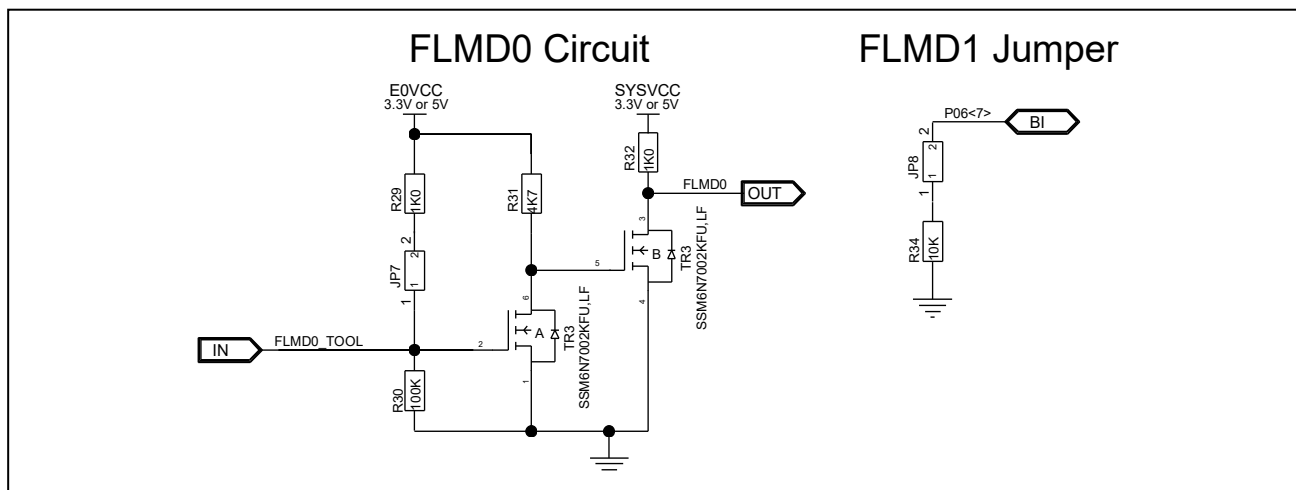 FLMD0 Circuit
FLMD1 Jumper
E0VCC
3.3V or 5V
SYSVCC
3.3V or 5V
R29
1K0
R31
4K7
R32
1K0
FLMD0
OUT
2
JP7
2
1
1
IN
FLMD0_TOOL
R30
100K
2
6
A
1
TR3
SSM6N7002KFU,LF
5
3
B
4
TR3
SSM6N7002KFU,LF
P06<7>
BI
2
JP8
2
1
1
R34
10K